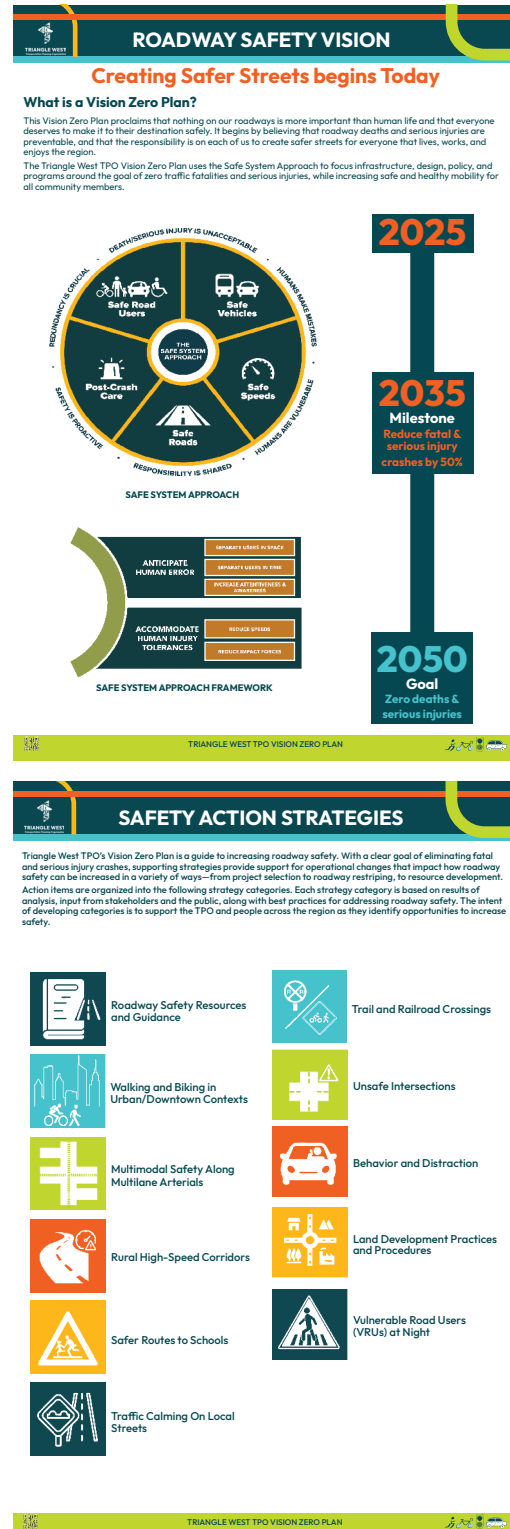 TRIANGLE WEST
Transportation Planning Organization
ROADWAY SAFETY VISION
Creating Safer Streets begins Today
What is a Vision Zero Plan?
This Vision Zero Plan proclaims that nothing on our roadways is more important than human life and that everyone
deserves to make it to their destination safely. It begins by believing that roadway deaths and serious injuries are
preventable, and that the responsibility is on each of us to create safer streets for everyone that lives, works, and
enjoys the region.
The Triangle West TPO Vision Zero Plan uses the Safe System Approach to focus infrastructure, design, policy, and
programs around the goal of zero traffic fatalities and serious injuries, while increasing safe and healthy mobility for
all community members.
DEATH/SERIOUS INJURY IS UNACCEPTABLE
HUMANS MAKE MISTAKES
HUMANS ARE VULNERABLE
RESPONSIBILITY IS SHARED
SAFETY IS PROACTIVE
REDUNDANCY IS CRUCIAL
Safe Road
Users
Safe
Vehicles
THE
SAFE SYSTEM
APPROACH
Post-Crash
Care
Safe
Speeds
Safe
Roads
SAFE SYSTEM APPROACH
2025
2035
Milestone
Reduce fatal &
serious injury
crashes by 50%
2050
Goal
Zero deaths &
serious injuries
ANTICIPATE
HUMAN ERROR
SEPARATE USERS IN SPACE
SEPARATE USERS IN TIME
INCREASE ATTENTIVENESS &
AWARENESS
ACCOMMODATE
HUMAN INJURY
TOLERANCES
REDUCE SPEEDS
REDUCE IMPACT FORCES
SAFE SYSTEM APPROACH FRAMEWORK
TRIANGLE WEST TPO VISION ZERO PLAN
TRIANGLE WEST
Transportation Planning Organization
SAFETY ACTION STRATEGIES
Triangle West TPO's Vision Zero Plan is a guide to increasing roadway safety. With a clear goal of eliminating fatal
and serious injury crashes, supporting strategies provide support for operational changes that impact how roadway
safety can be increased in a variety of ways—from project selection to roadway restriping, to resource development.
Action items are organized into the following strategy categories. Each strategy category is based on results of
analysis, input from stakeholders and the public, along with best practices for addressing roadway safety. The intent
of developing categories is to support the TPO and people across the region as they identify opportunities to increase
safety.
Roadway Safety Resources
and Guidance
Walking and Biking in
Urban/Downtown Contexts
Multimodal Safety Along
Multilane Arterials
Rural High-Speed Corridors
Safer Routes to Schools
Traffic Calming On Local
Streets
R R
Trail and Railroad Crossings
Unsafe Intersections
Behavior and Distraction
Land Development Practices
and Procedures
Vulnerable Road Users
(VRUs) at Night
TRIANGLE WEST TPO VISION ZERO PLAN